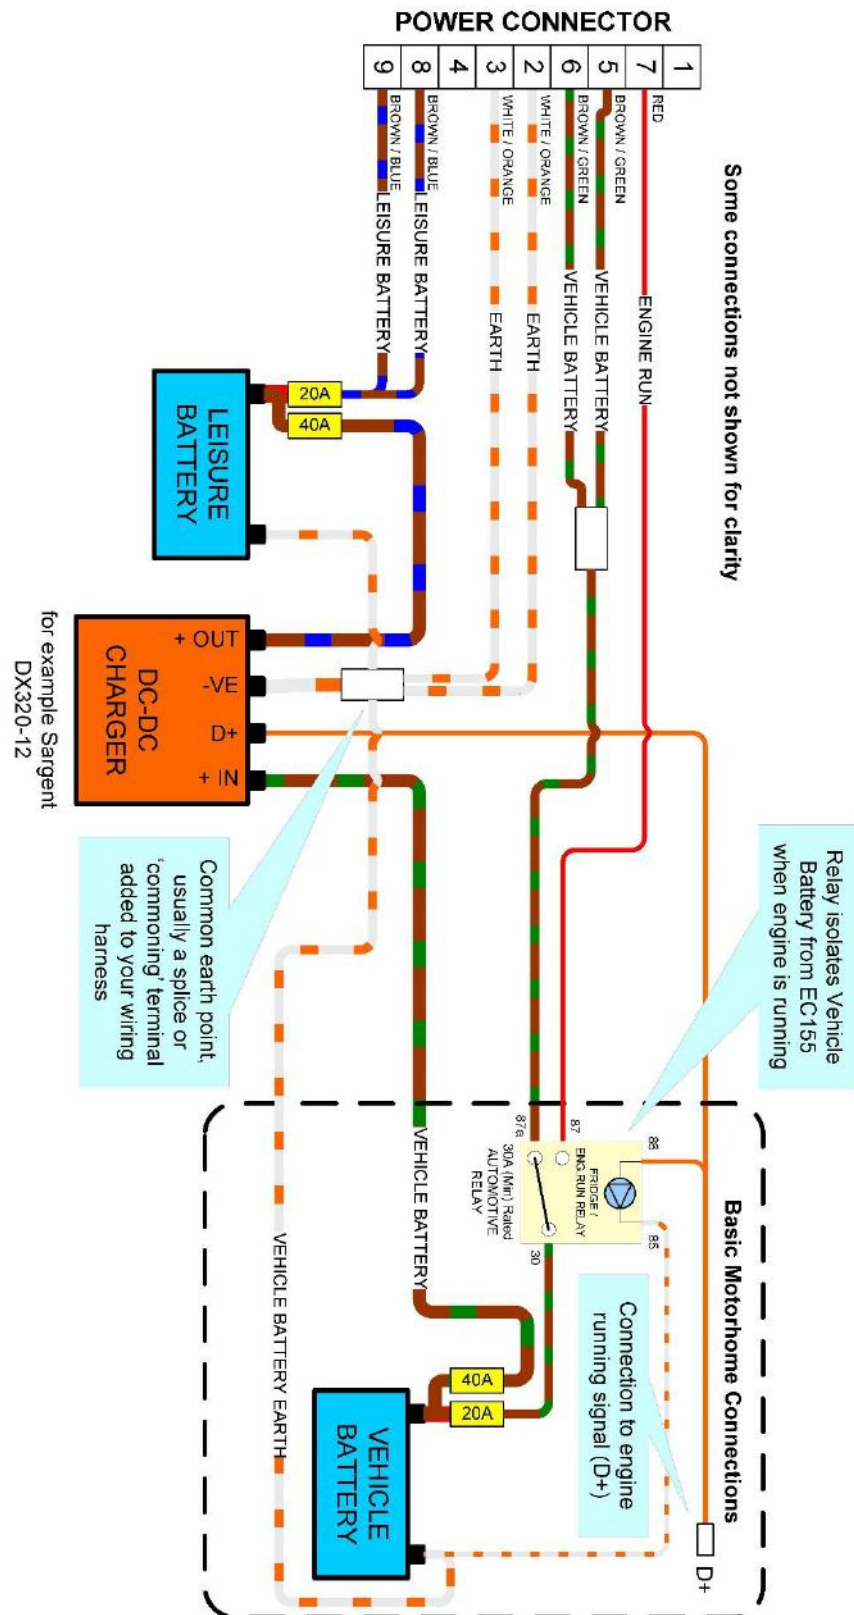 POWER CONNECTOR
9
8
4
3
2
6
5
7
1
BROWN / BLUE
BROWN / BLUE
WHITE / ORANGE
WHITE / ORANGE
BROWN / GREEN
BROWN / GREEN
RED
LEISURE BATTERY
LEISURE BATTERY
EARTH
EARTH
VEHICLE BATTERY
VEHICLE BATTERY
ENGINE RUN
Some connections not shown for clarity
20A
40A
LEISURE
BATTERY
+ OUT
-VE
D+
+ IN
DC-DC
CHARGER
for example Sargent
DX320-12
Common earth point,
usually a splice or
'commoning' terminal
added to your wiring
harness
Relay isolates Vehicle
Battery from EC155
when engine is running
Basic Motorhome Connections
87a
87
86
85
30
FRIDGE /
ENG RUN RELAY
30A (Min) Rated
AUTOMOTIVE
RELAY
VEHICLE BATTERY
VEHICLE BATTERY EARTH
Connection to engine
running signal (D+)
D+
40A
20A
VEHICLE
BATTERY